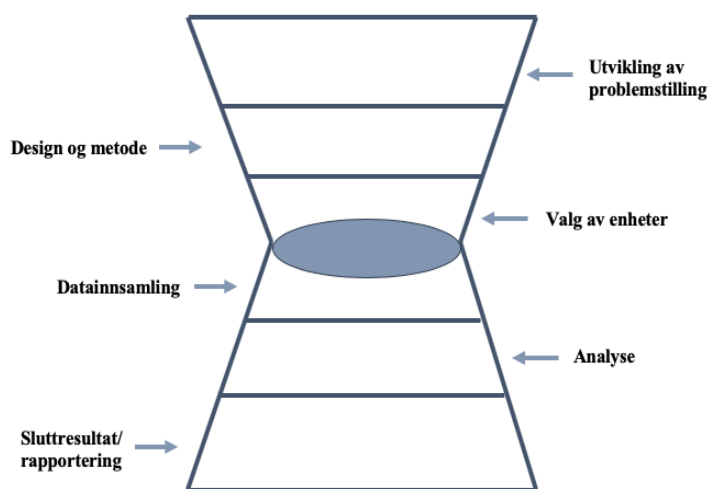 Utvikling av
problemstilling
Design og metode
Valg av enheter
Datainnsamling
Analyse
Sluttresultat/
rapportering